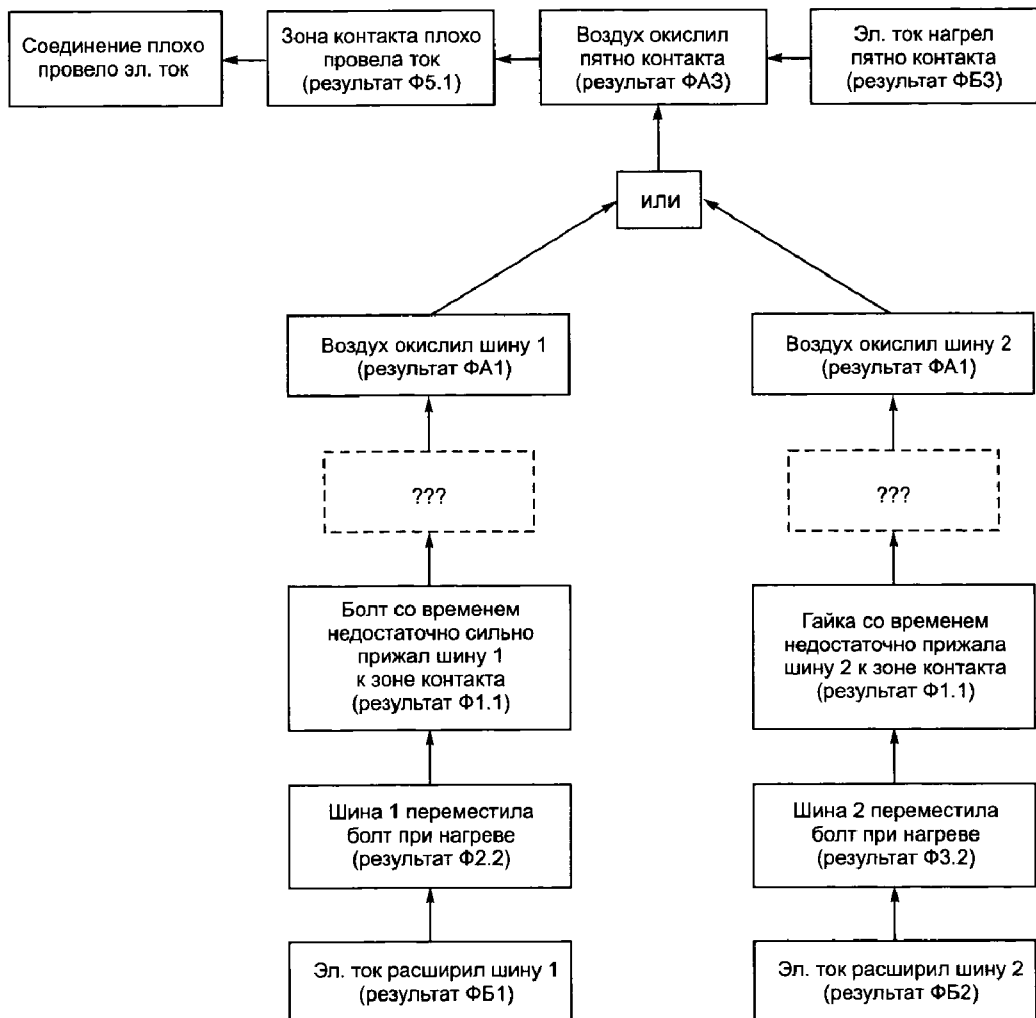 Соединение плохо
провело эл. ток
Зона контакта плохо
провела ток
(результат Ф5.1)
Воздух окислил
пятно контакта
(результат ФА3)
Эл. ток нагрел
пятно контакта
(результат ФБ3)
или
Воздух окислил шину 1
(результат ФА1)
Воздух окислил шину 2
(результат ФА1)
???
???
Болт со временем
недостаточно сильно
прижал шину 1
к зоне контакта
(результат Ф1.1)
Гайка со временем
недостаточно прижала
шину 2 к зоне контакта
(результат Ф1.1)
Шина 1 переместила
болт при нагреве
(результат Ф2.2)
Шина 2 переместила
болт при нагреве
(результат Ф3.2)
Эл. ток расширил шину 1
(результат ФБ1)
Эл. ток расширил шину 2
(результат ФБ2)